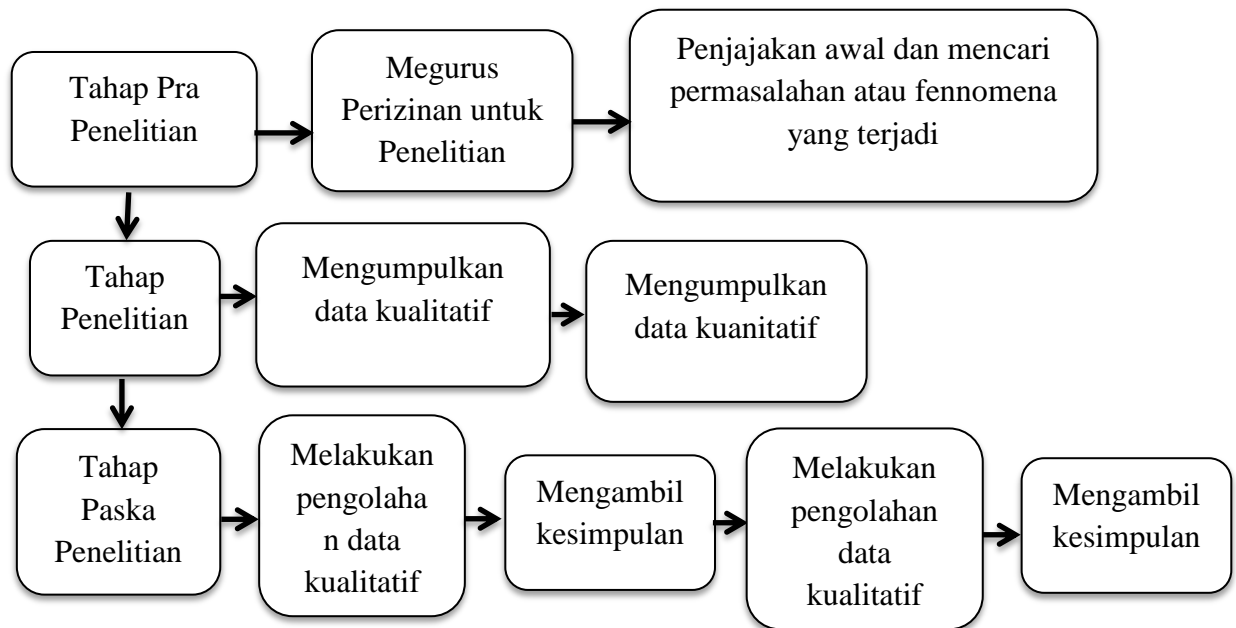 Tahap Pra
Penelitian
Megurus
Perizinan untuk
Penelitian
Penjajakan awal dan mencari
permasalahan atau fennomena
yang terjadi
Tahap
Penelitian
Mengumpulkan
data kualitatif
Mengumpulkan
data kuanitatif
Tahap
Paska
Penelitian
Melakukan
pengolaha
n data
kualitatif
Mengambil
kesimpulan
Melakukan
pengolahan
data
kualitatif
Mengambil
kesimpulan